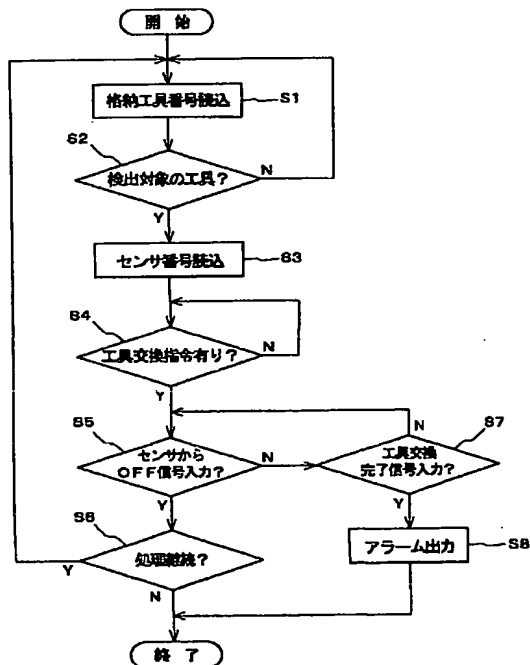 開始
格納工具番号読込
S1
S2
検出対象の工具？
N
Y
センサ番号読込
S3
S4
工具交換指令有り？
N
Y
N
S5
センサから
OFF信号入力？
N
S7
工具交換
完了信号入力？
Y
Y
S6
処理継続？
Y
N
アラーム出力
S8
終了